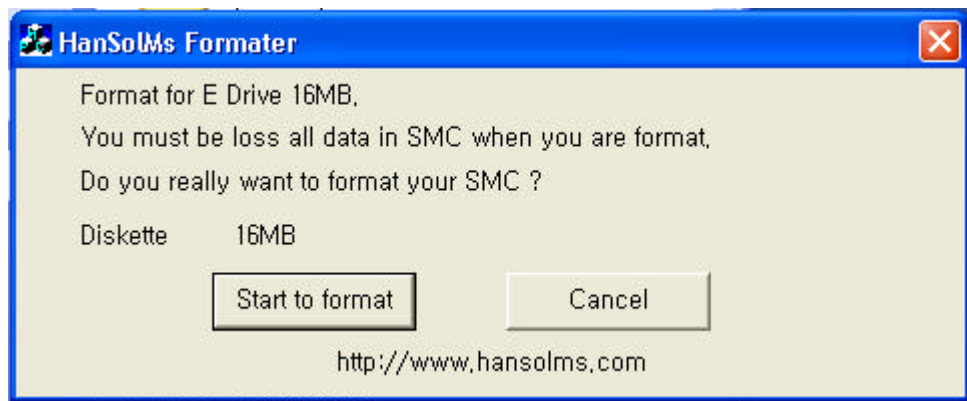 HanSolMs Formater
Format for E Drive 16MB,
You must be loss all data in SMC when you are format,
Do you really want to format your SMC ?
Diskette 16MB
Start to format Cancel
http://www,hansolms,com